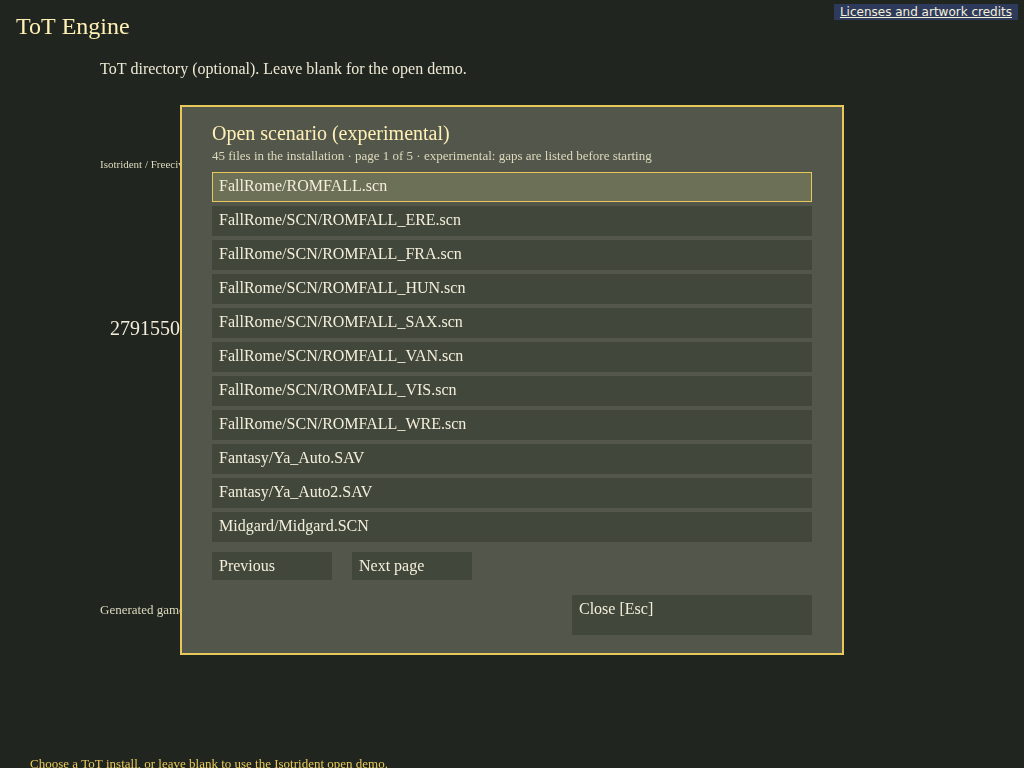 ToT Engine
Licenses and artwork credits
ToT directory (optional). Leave blank for the open demo.
Open scenario (experimental)
45 files in the installation · page 1 of 5 · experimental: gaps are listed before starting
Isotrident /
FallRome/ROMFALL.scn
FallRome/SCN/ROMFALL_ERE.scn
FallRome/SCN/ROMFALL_FRA.scn
FallRome/SCN/ROMFALL_HUN.scn
FallRome/SCN/ROMFALL_SAX.scn
2791550
FallRome/SCN/ROMFALL_VAN.scn
FallRome/SCN/ROMFALL_VIS.scn
FallRome/SCN/ROMFALL_WRE.scn
Fantasy/Ya_Auto.SAV
Fantasy/Ya_Auto2.SAV
Midgard/Midgard.SCN
Previous
Next page
Generated game
Close [Esc]
Choose a ToT install, or leave blank to use the Isotrident open demo.